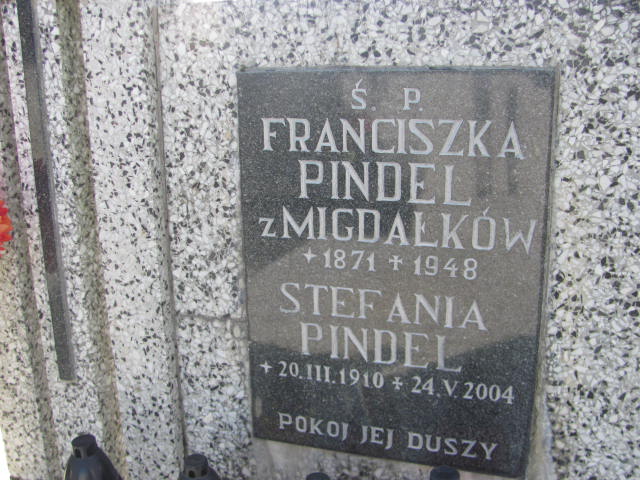 Ś. P.
FRANCISZKA
PINDEL
z MIGDAŁKÓW
+ 1871 + 1948
STEFANIA
PINDEL
+ 20.III.1910 + 24.V.2004
POKOJ JEJ DUSZY